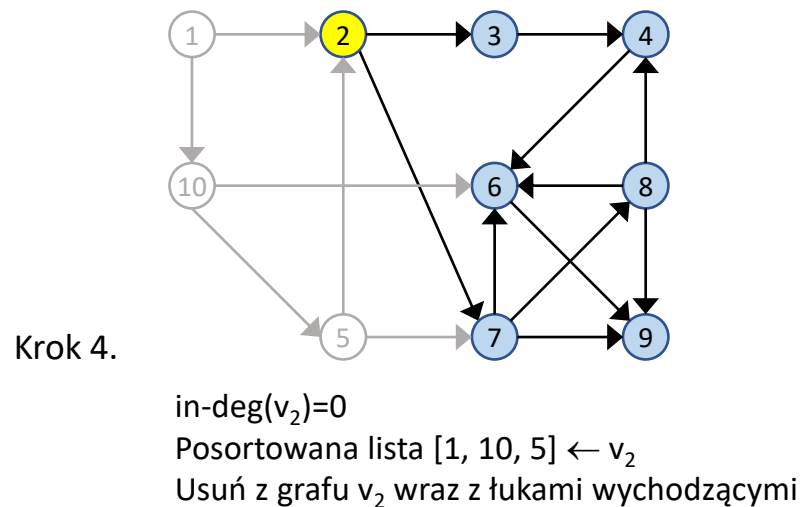 1 2 3 4
10 6 8
5 7 9
Krok 4.
in-deg(v₂)=0
Posortowana lista [1, 10, 5] ← v₂
Usuń z grafu v₂ wraz z łukami wychodzącymi